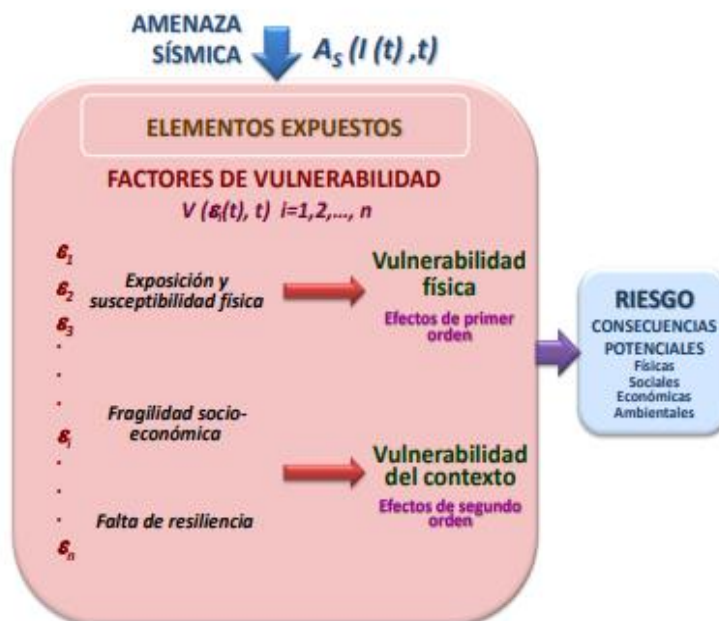 AMENAZA
SÍSMICA
A_S (I (t) ,t)
ELEMENTOS EXPUESTOS
FACTORES DE VULNERABILIDAD
V (ε_i(t), t) i=1,2,..., n
ε_1
ε_2
ε_3
.
.
.
ε_i
.
.
.
ε_n
Exposición y
susceptibilidad física
Vulnerabilidad
física
Efectos de primer
orden
Fragilidad socio-
económica
Falta de resiliencia
Vulnerabilidad
del contexto
Efectos de segundo
orden
RIESGO
CONSECUENCIAS
POTENCIALES
Físicas
Sociales
Económicas
Ambientales